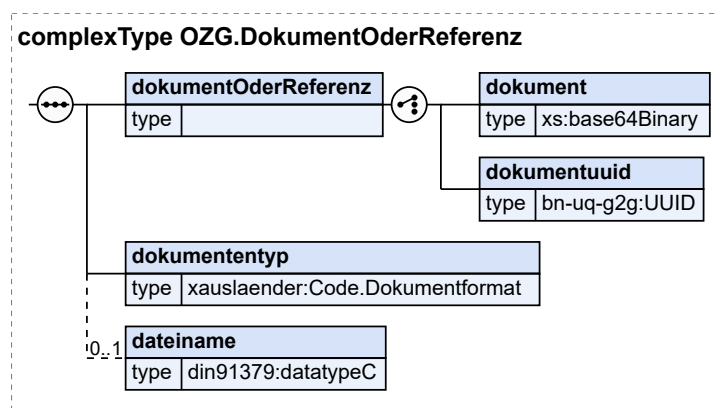 complexType OZG.DokumentOderReferenz
dokumentOderReferenz
type
dokument
type xs:base64Binary
dokumentuuid
type bn-uq-g2g:UUID
dokumententyp
type xauslaender:Code.Dokumentformat
0..1
dateiname
type din91379:datatypeC